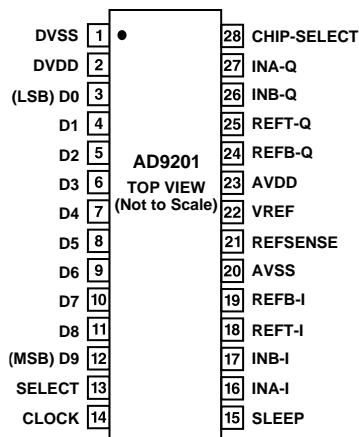 DVSS 1 28 CHIP-SELECT
DVDD 2 27 INA-Q
(LSB) D0 3 26 INB-Q
D1 4 25 REFT-Q
D2 5 24 REFB-Q
D3 6 AD9201 23 AVDD
D4 7 TOP VIEW 22 VREF
(Not to Scale)
D5 8 21 REFSENSE
D6 9 20 AVSS
D7 10 19 REFB-I
D8 11 18 REFT-I
(MSB) D9 12 17 INB-I
SELECT 13 16 INA-I
CLOCK 14 15 SLEEP